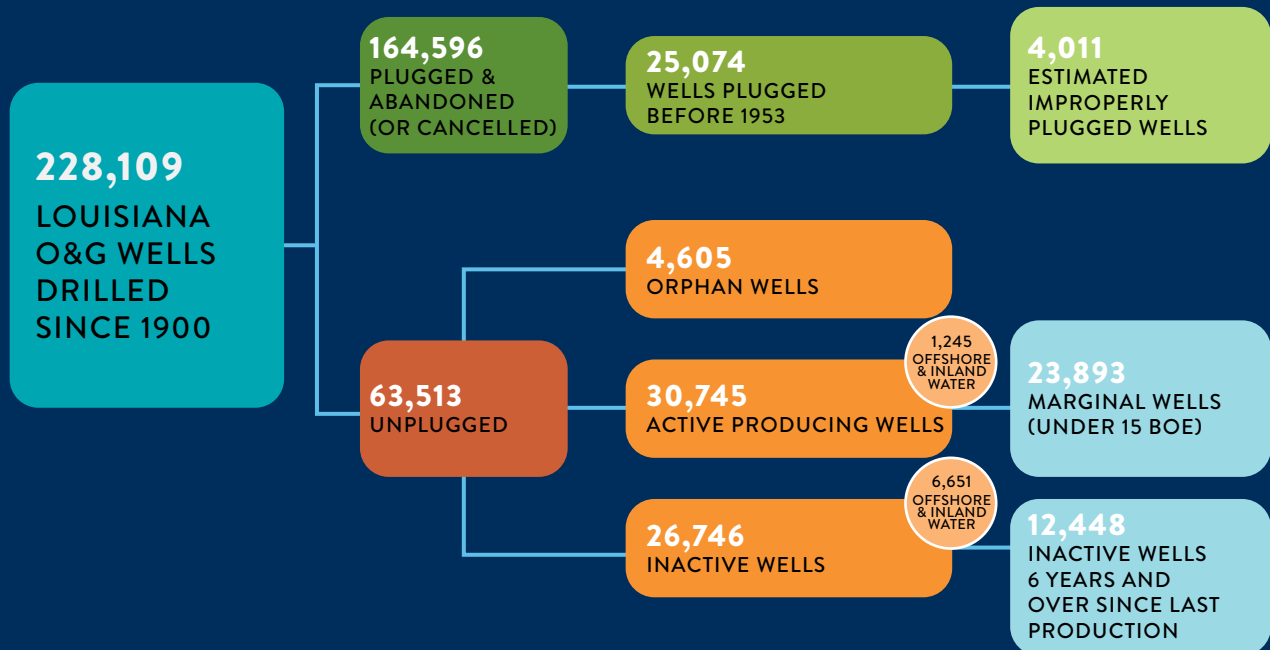 228,109
LOUISIANA
O&G WELLS
DRILLED
SINCE 1900
164,596
PLUGGED &
ABANDONED
(OR CANCELLED)
25,074
WELLS PLUGGED
BEFORE 1953
4,011
ESTIMATED
IMPROPERLY
PLUGGED WELLS
63,513
UNPLUGGED
4,605
ORPHAN WELLS
30,745
ACTIVE PRODUCING WELLS
1,245
OFFSHORE
& INLAND
WATER
23,893
MARGINAL WELLS
(UNDER 15 BOE)
26,746
INACTIVE WELLS
6,651
OFFSHORE
& INLAND
WATER
12,448
INACTIVE WELLS
6 YEARS AND
OVER SINCE LAST
PRODUCTION